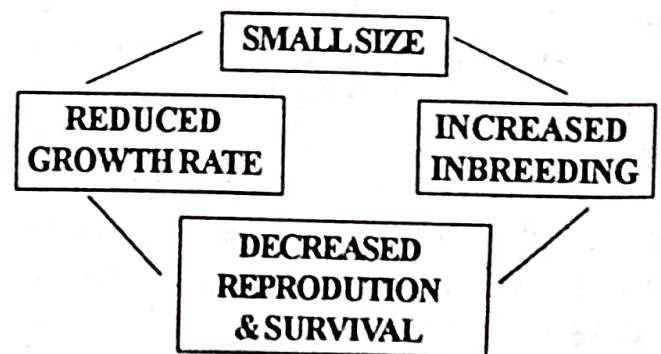 SMALL SIZE
REDUCED
GROWTH RATE
INCREASED
INBREEDING
DECREASED
REPRODUTION
& SURVIVAL